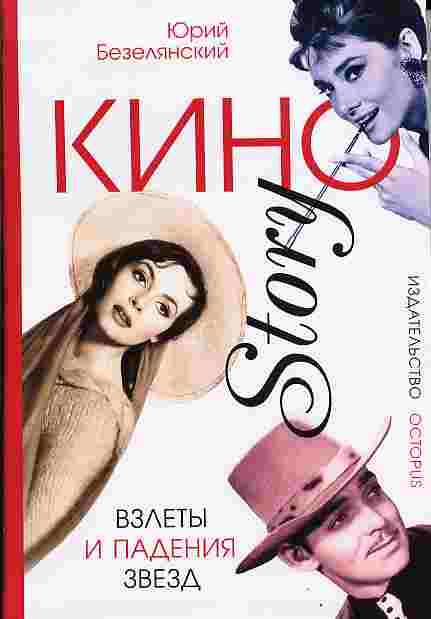 Юрий
Безелянский
КИНО
Story
ИЗДАТЕЛЬСТВО OCTOPUS
ВЗЛЕТЫ
И ПАДЕНИЯ
ЗВЕЗД